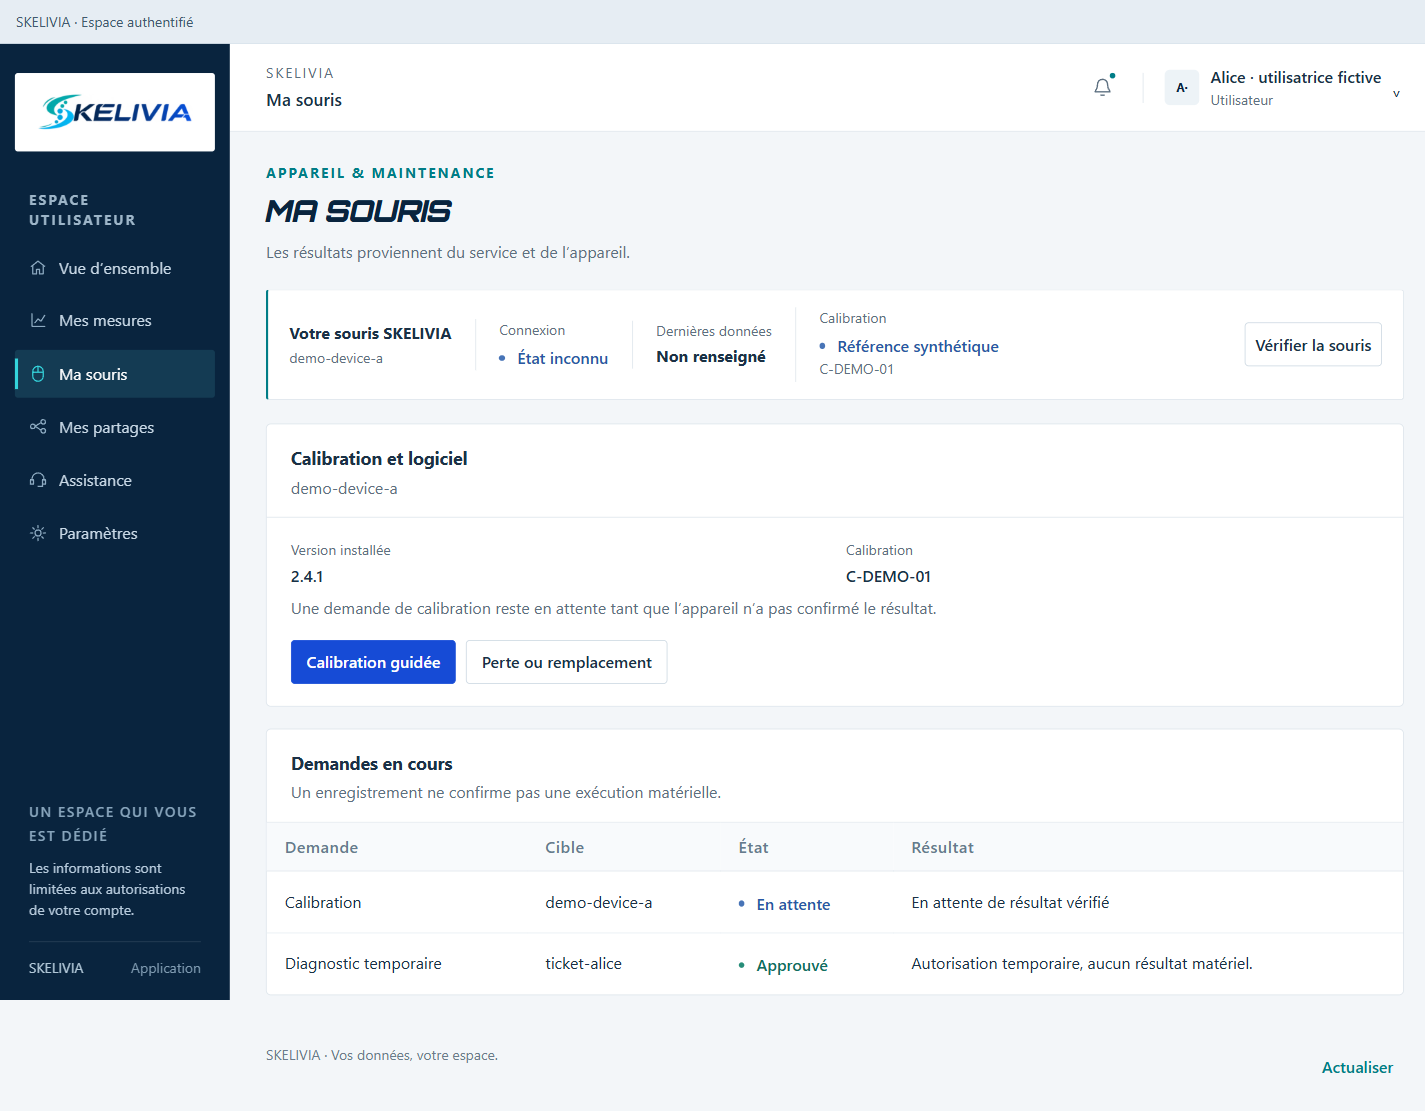 SKELIVIA · Espace authentifié
SKELIVIA
ESPACE
UTILISATEUR
Vue d’ensemble
Mes mesures
Ma souris
Mes partages
Assistance
Paramètres
UN ESPACE QUI VOUS
EST DÉDIÉ
Les informations sont
limitées aux autorisations
de votre compte.
SKELIVIA Application
SKELIVIA
Ma souris
A·
Alice · utilisatrice fictive
Utilisateur
v
APPAREIL & MAINTENANCE
MA SOURIS
Les résultats proviennent du service et de l’appareil.
Votre souris SKELIVIA
demo-device-a
Connexion
État inconnu
Dernières données
Non renseigné
Calibration
Référence synthétique
C-DEMO-01
Vérifier la souris
Calibration et logiciel
demo-device-a
Version installée
2.4.1
Calibration
C-DEMO-01
Une demande de calibration reste en attente tant que l’appareil n’a pas confirmé le résultat.
Calibration guidée
Perte ou remplacement
Demandes en cours
Un enregistrement ne confirme pas une exécution matérielle.
Demande Cible État Résultat
Calibration demo-device-a En attente En attente de résultat vérifié
Diagnostic temporaire ticket-alice Approuvé Autorisation temporaire, aucun résultat matériel.
SKELIVIA · Vos données, votre espace.
Actualiser